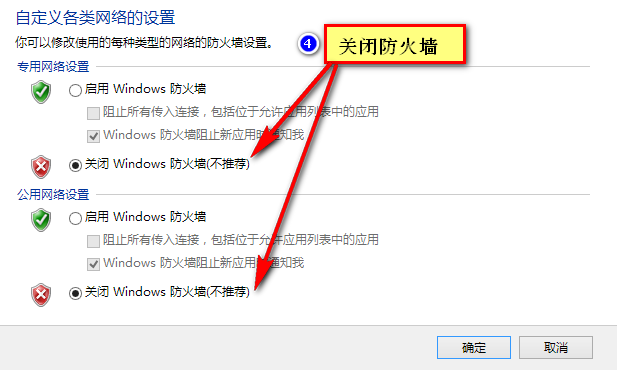 自定义各类网络的设置
你可以修改使用的每种类型的网络的防火墙设置。
4 关闭防火墙
专用网络设置
启用 Windows 防火墙
阻止所有传入连接，包括位于允许应用列表中的应用
Windows 防火墙阻止新应用时通知我
关闭 Windows 防火墙(不推荐)
公用网络设置
启用 Windows 防火墙
阻止所有传入连接，包括位于允许应用列表中的应用
Windows 防火墙阻止新应用时通知我
关闭 Windows 防火墙(不推荐)
确定 取消